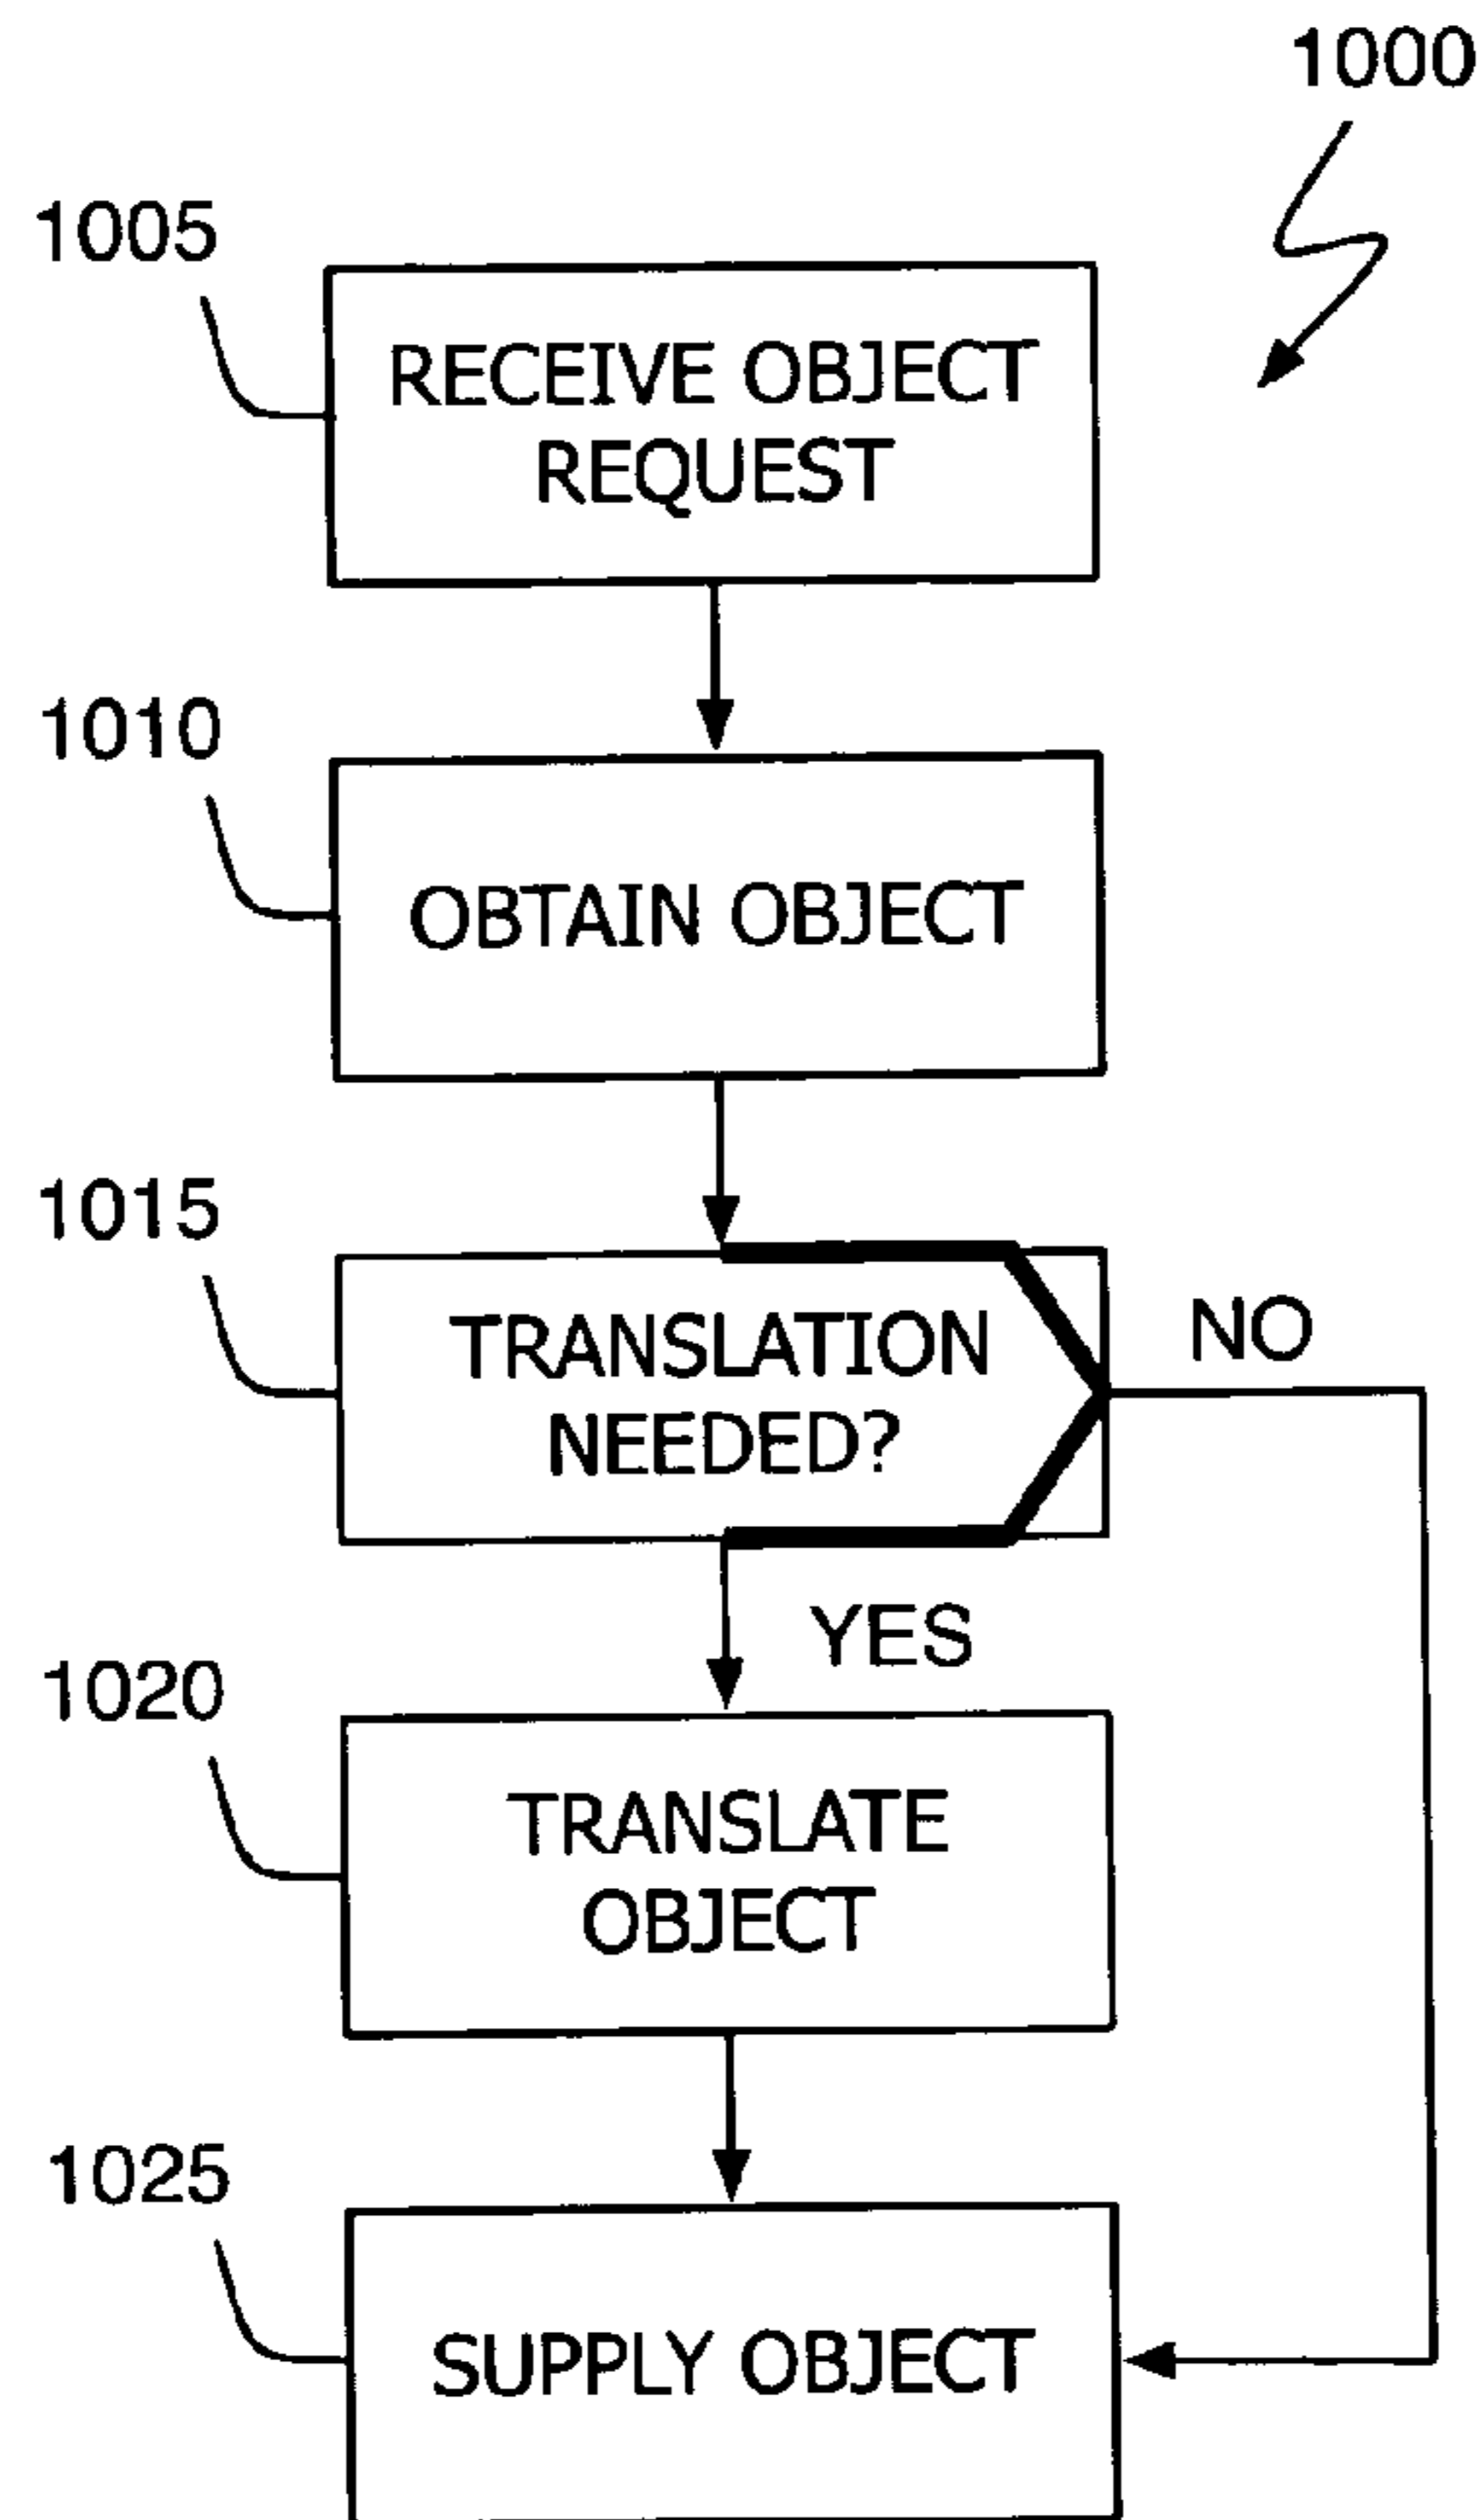 1000
1005
RECEIVE OBJECT
REQUEST
1010
OBTAIN OBJECT
1015
TRANSLATION
NEEDED?
NO
YES
1020
TRANSLATE
OBJECT
1025
SUPPLY OBJECT